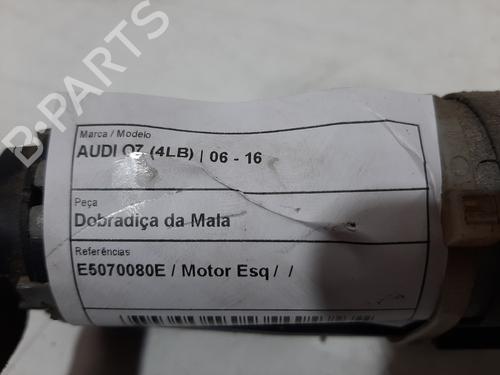 B-PARTS
Marca / Modelo
AUDI Q7 (4LB) | 06 - 16
Peça
Dobradiça da Mala
Referências
E5070080E / Motor Esq / /